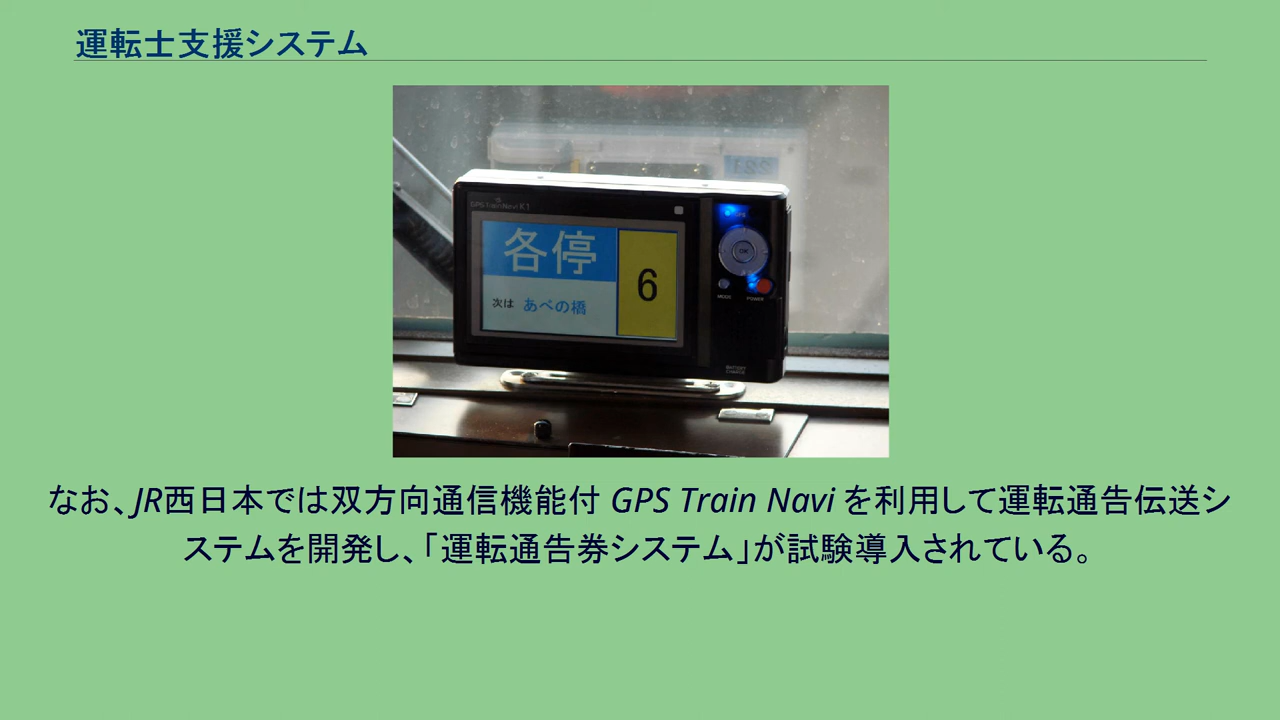 運転士支援システム
GPS Train Navi K1
各停
6
次は あべの橋
OK
MODE
POWER
BATTERY
CHARGE
なお、JR西日本では双方向通信機能付 GPS Train Navi を利用して運転通告伝送シ
ステムを開発し、「運転通告券システム」が試験導入されている。